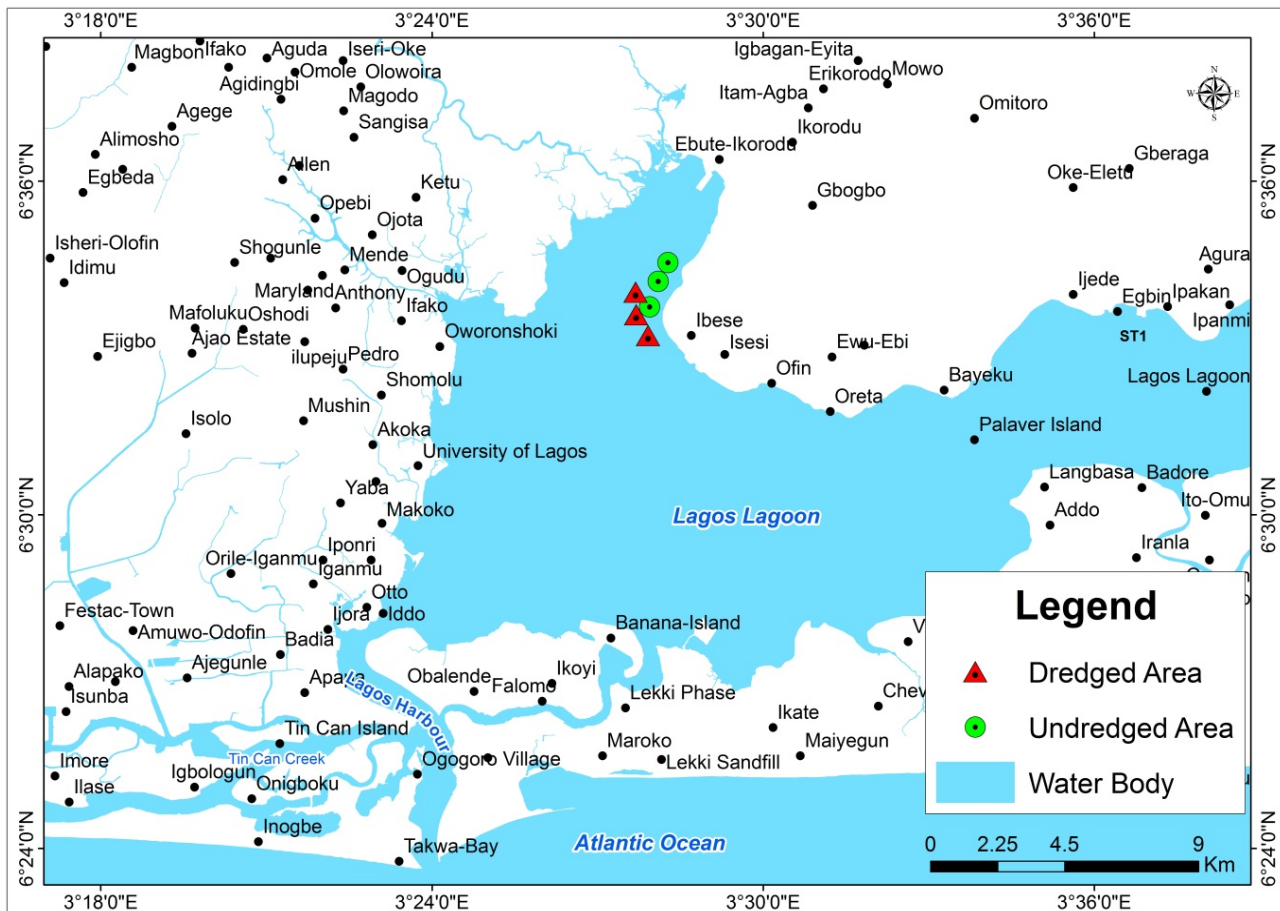 3°18'0"E
3°24'0"E
3°30'0"E
3°36'0"E
Magbon
Ifako
Aguda
Iseri-Oke
Igbagan-Eyita
Agidingbi
Omole
Olowoira
Erikorodo
Mowo
N
W
E
S
Magodo
Itam-Agba
Omitoro
Agege
Sangisa
Ikorodu
Alimosho
Ebute-Ikorodu
Allen
Gberaga
6°36'0"N
6°36'0"N
Egbeda
Ketu
Oke-Eletu
Gbogbo
Opebi
Ojota
Isheri-Olofin
Shogunle
Mende
Agura
Idimu
Ogudu
Ijede
Maryland
Anthony
Egbin
Ipakan
Mafoluku
Oshodi
Ifako
Ipanmi
Ajao Estate
Oworonshoki
Ibese
ST1
Ejigbo
ilupeju
Pedro
Isesi
Ewu-Ebi
Shomolu
Ofin
Bayeku
Lagos Lagoon
Mushin
Oreta
Isolo
Akoka
Palaver Island
University of Lagos
Yaba
Langbasa
Badore
Makoko
Ito-Omu
6°30'0"N
6°30'0"N
Lagos Lagoon
Addo
Iponri
Orile-Iganmu
Iganmu
Iranla
Otto
Festac-Town
Ijora
Iddo
Amuwo-Odofin
Badia
Banana-Island
Alapako
Ajegunle
Obalende
Ikoyi
Isunba
Lagos Harbour
Falomo
Lekki Phase
Tin Can Island
Ikate
Imore
Tin Can Creek
Ogogoro Village
Maroko
Maiyegun
Igbologun
Onigboku
Lekki Sandfill
Ilase
Inogbe
Takwa-Bay
Atlantic Ocean
6°24'0"N
6°24'0"N
Legend
Dredged Area
Undredged Area
Water Body
0 2.25 4.5 9
Km
3°18'0"E
3°24'0"E
3°30'0"E
3°36'0"E